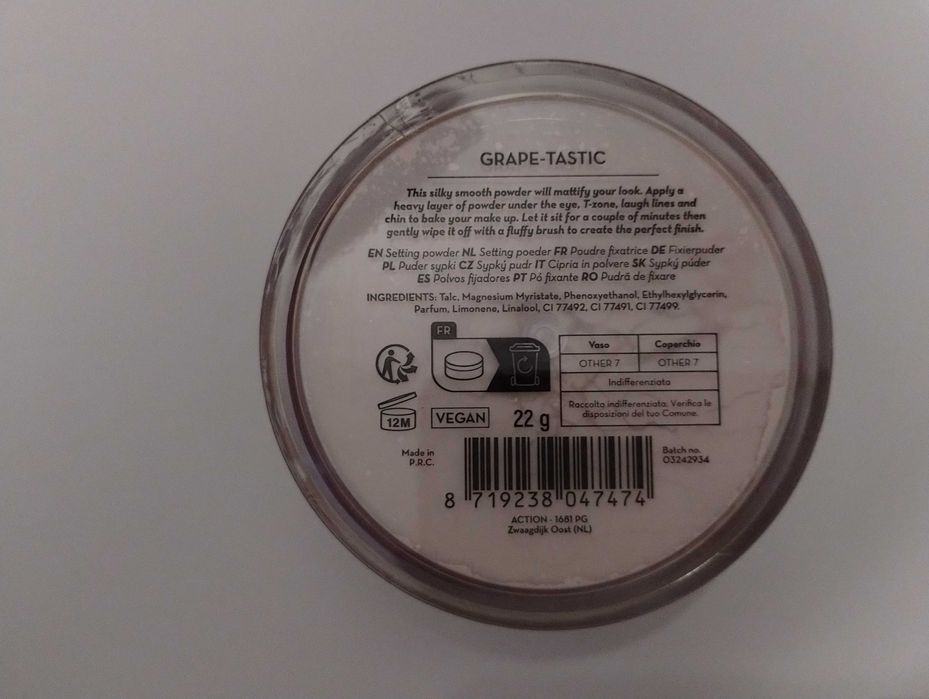 GRAPE-TASTIC
This silky smooth powder will mattify your look. Apply a
heavy layer of powder under the eye, T-zone, laugh lines and
chin to bake your make up. Let it sit for a couple of minutes then
gently wipe it off with a fluffy brush to create the perfect finish.
EN Setting powder NL Setting poeder FR Poudre fixatrice DE Fixierpuder
PL Puder sypki CZ Sypký pudr IT Cipria in polvere SK Sypký púder
ES Polvos fijadores PT Pó fixante RO Pudră de fixare
INGREDIENTS: Talc, Magnesium Myristate, Phenoxyethanol, Ethylhexylglycerin,
Parfum, Limonene, Linalool, CI 77492, CI 77491, CI 77499.
FR
Vaso Coperchio
OTHER 7 OTHER 7
Indifferenziata
Raccolta indifferenziata. Verifica le
disposizioni del tuo Comune.
12M
VEGAN
22 g
Made in
P.R.C.
Batch no.
03242934
8 719238 047474
ACTION - 1681 PG
Zwaagdijk Oost (NL)